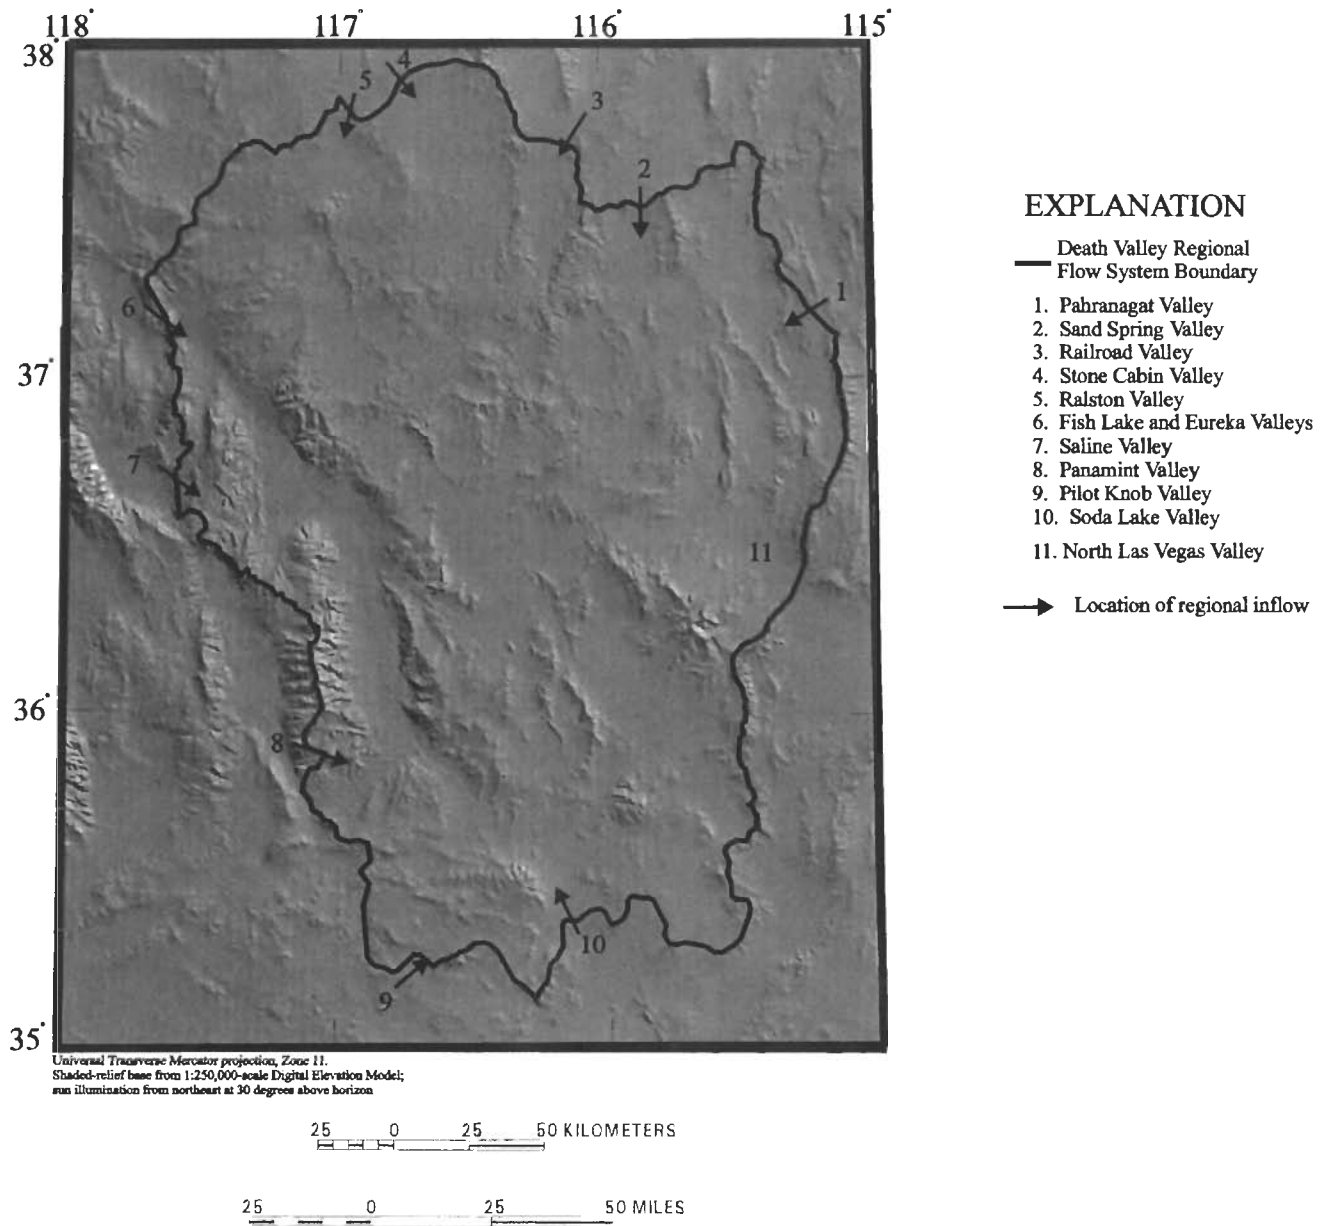 118° 117° 116° 115°
38°
37°
36°
35°
4
5
3
2
1
6
7
11
8
10
9
EXPLANATION
Death Valley Regional
Flow System Boundary
1. Pahranagat Valley
2. Sand Spring Valley
3. Railroad Valley
4. Stone Cabin Valley
5. Ralston Valley
6. Fish Lake and Eureka Valleys
7. Saline Valley
8. Panamint Valley
9. Pilot Knob Valley
10. Soda Lake Valley
11. North Las Vegas Valley
Location of regional inflow
Universal Transverse Mercator projection, Zone 11.
Shaded-relief base from 1:250,000-scale Digital Elevation Model;
sun illumination from northeast at 30 degrees above horizon
25 0 25 50 KILOMETERS
25 0 25 50 MILES